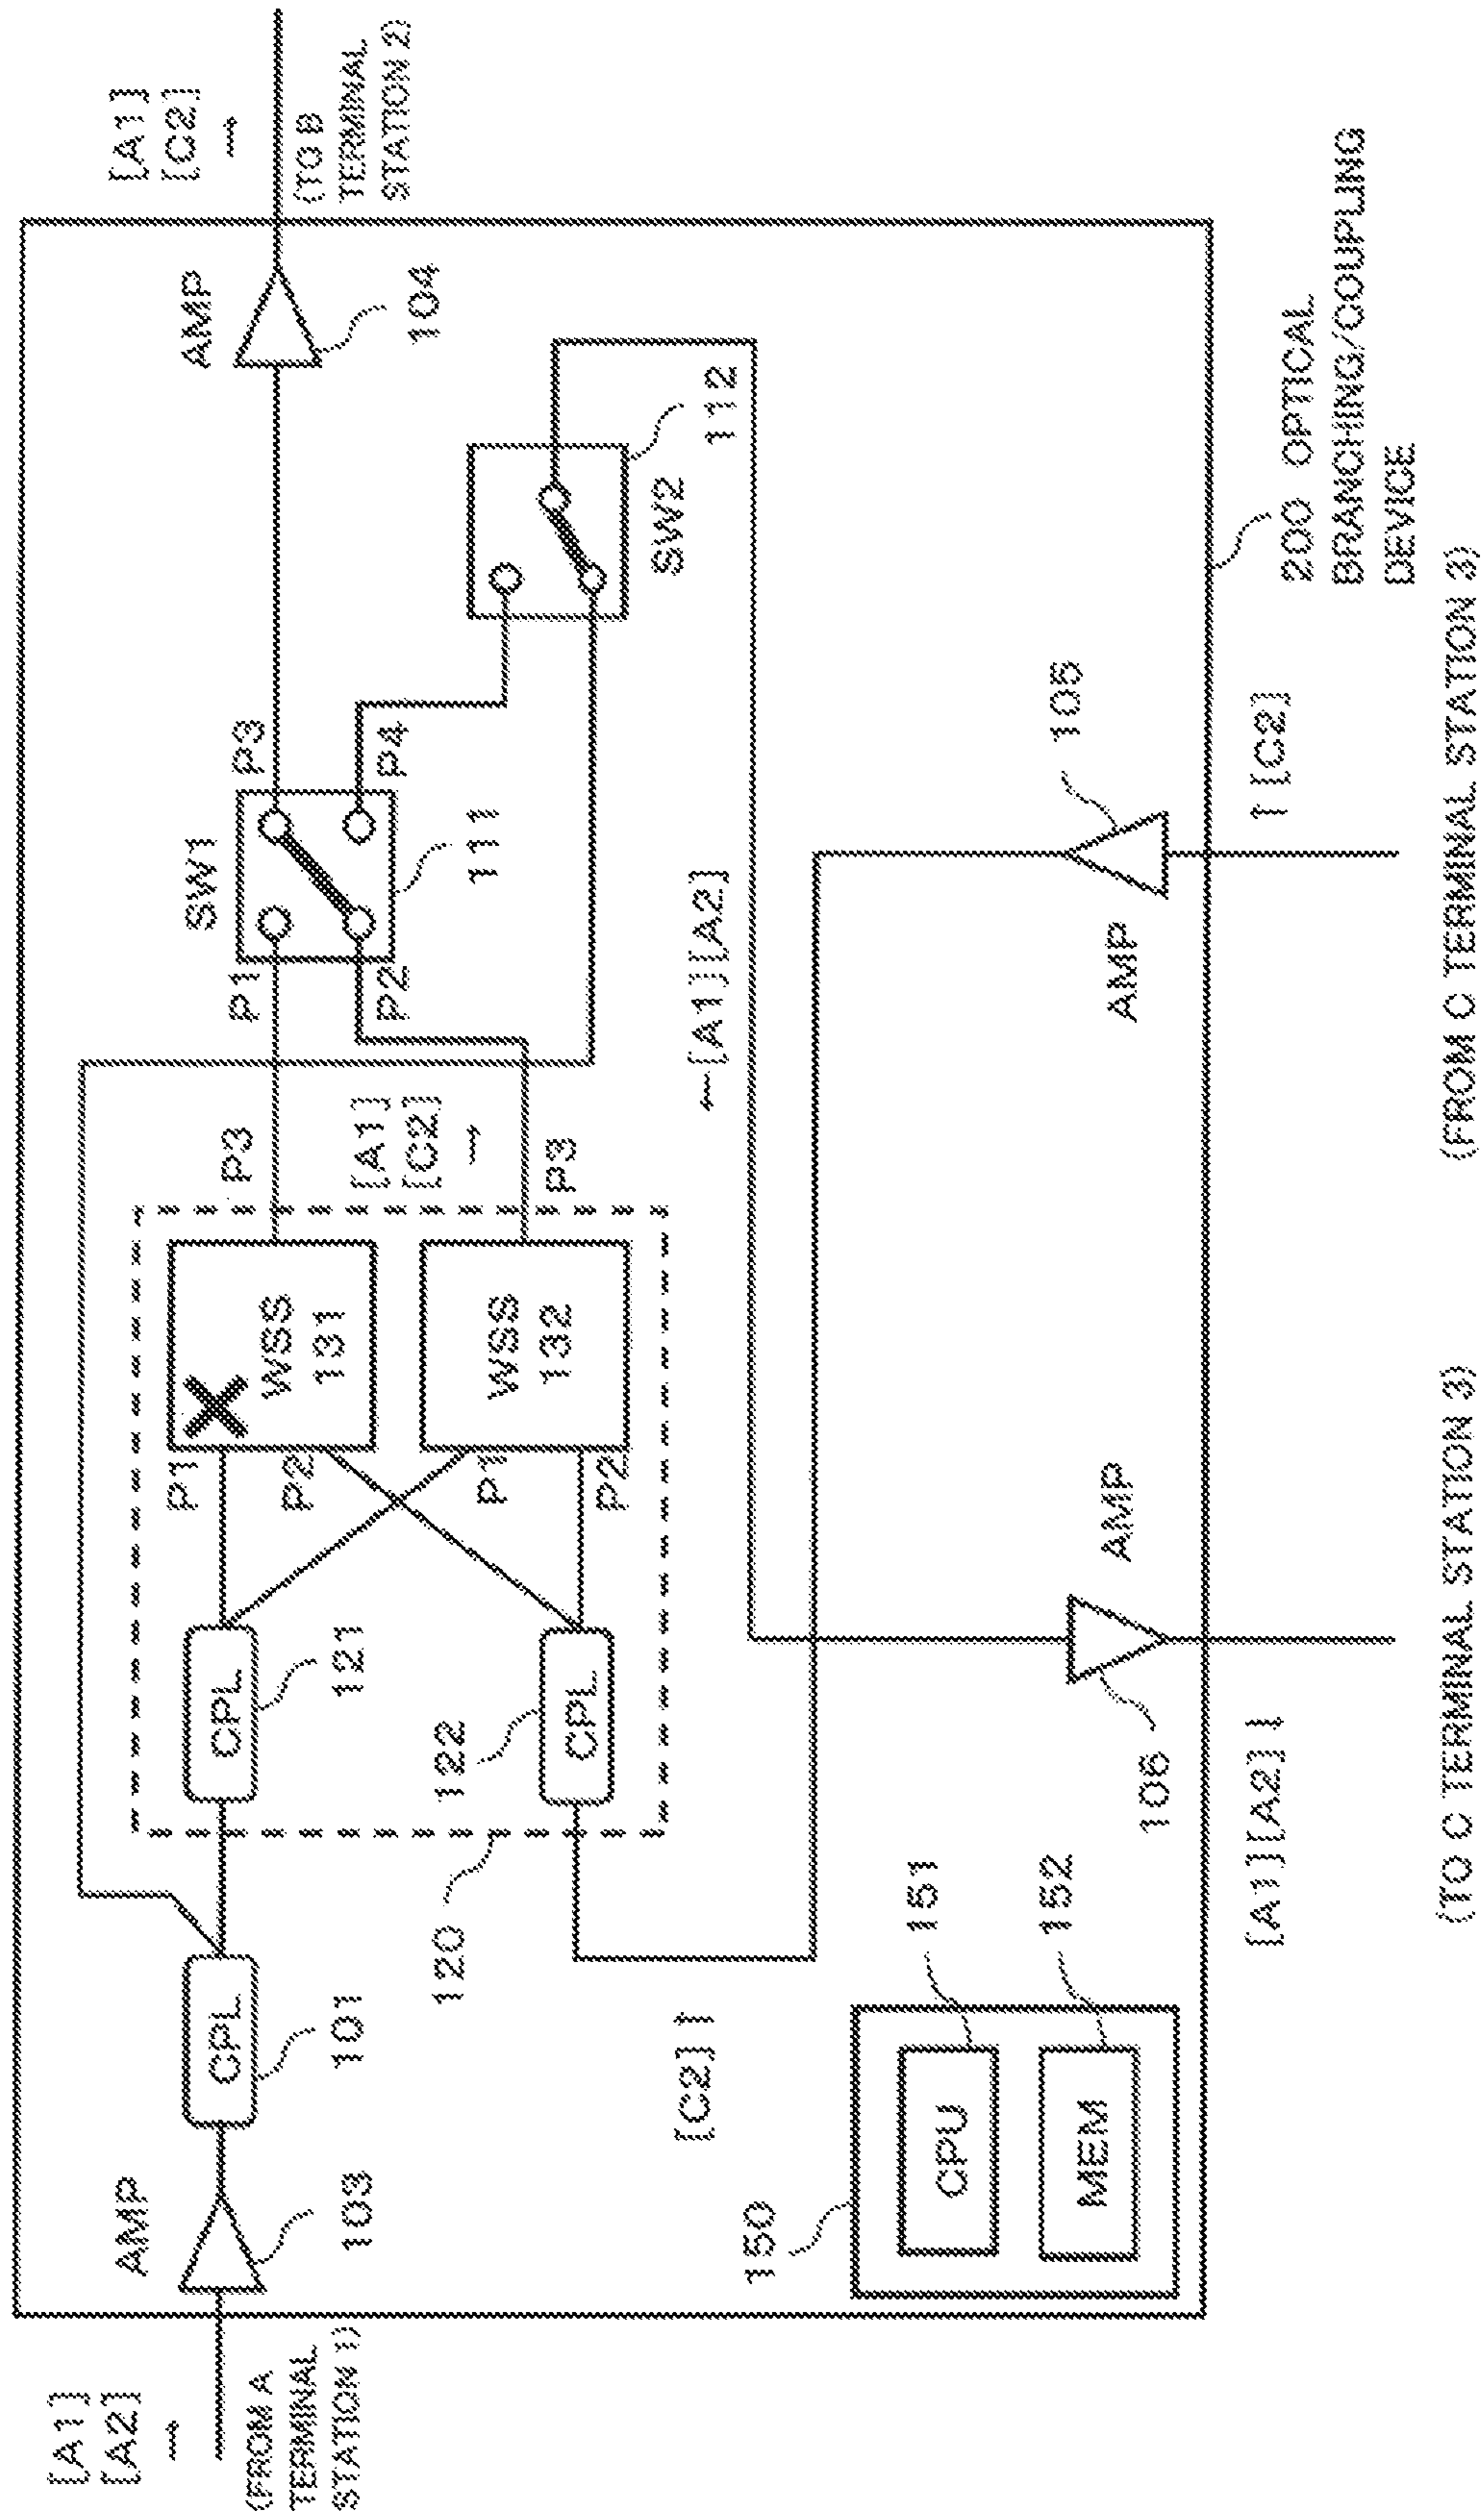 [A1]
[A2]
→
(FROM A
TERMINAL
STATION 1)
AMP
103
CPL
101
120
CPL
121
122
CPL
P1
P2
P1
P2
WSS
131
WSS
132
P3
[A1]
[C2]
→
P3
SW1
P1
P2
P3
P4
111
SW2
112
AMP
104
[A1]
[C2]
→
(TO B
TERMINAL
STATION 2)
←[A1][A2]
[C2]
150
CPU
151
MEM
152
AMP
106
[A1][A2]
(TO C TERMINAL STATION 3)
AMP
105
[C2]
(FROM C TERMINAL STATION 3)
200 OPTICAL
BRANCHING/COUPLING
DEVICE